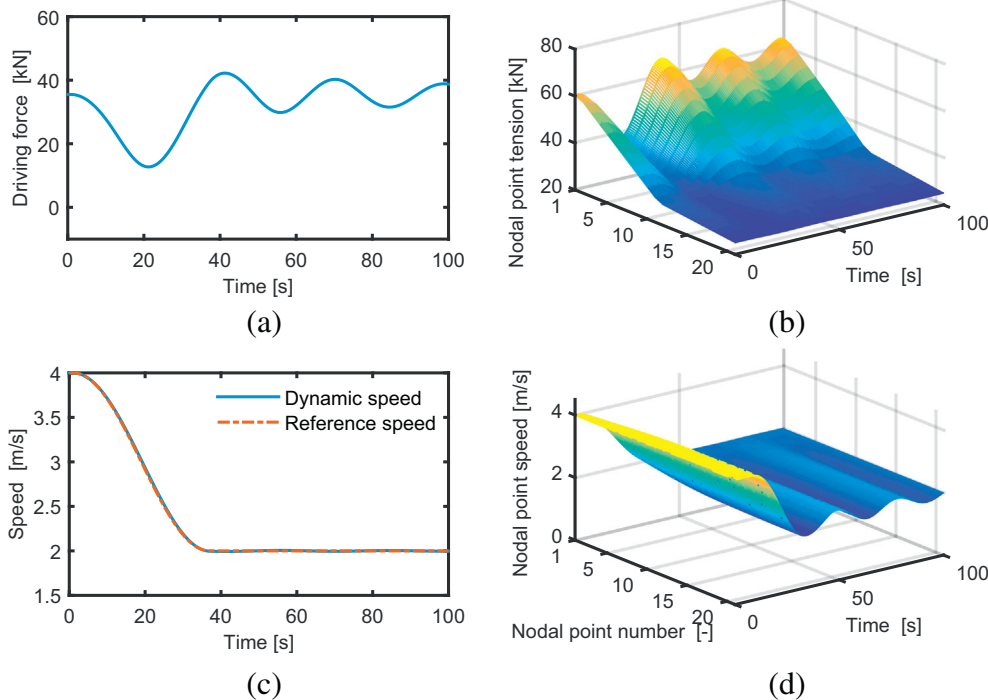 60
40
20
0
Driving force [kN]
0 20 40 60 80 100
Time [s]
(a)
80
60
40
20
Nodal point tension [kN]
1 5 10 15 20
0 50 100
Time [s]
(b)
4
3.5
3
2.5
2
1.5
Speed [m/s]
Dynamic speed
Reference speed
0 20 40 60 80 100
Time [s]
(c)
4
2
0
Nodal point speed [m/s]
1 5 10 15 20
0 50 100
Nodal point number [-]
Time [s]
(d)